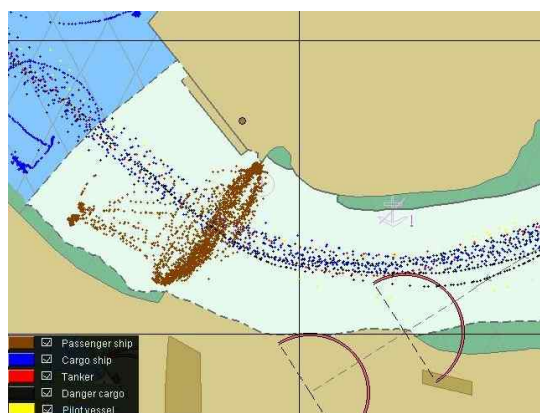 Passenger ship
Cargo ship
Tanker
Danger cargo
Pilot vessel